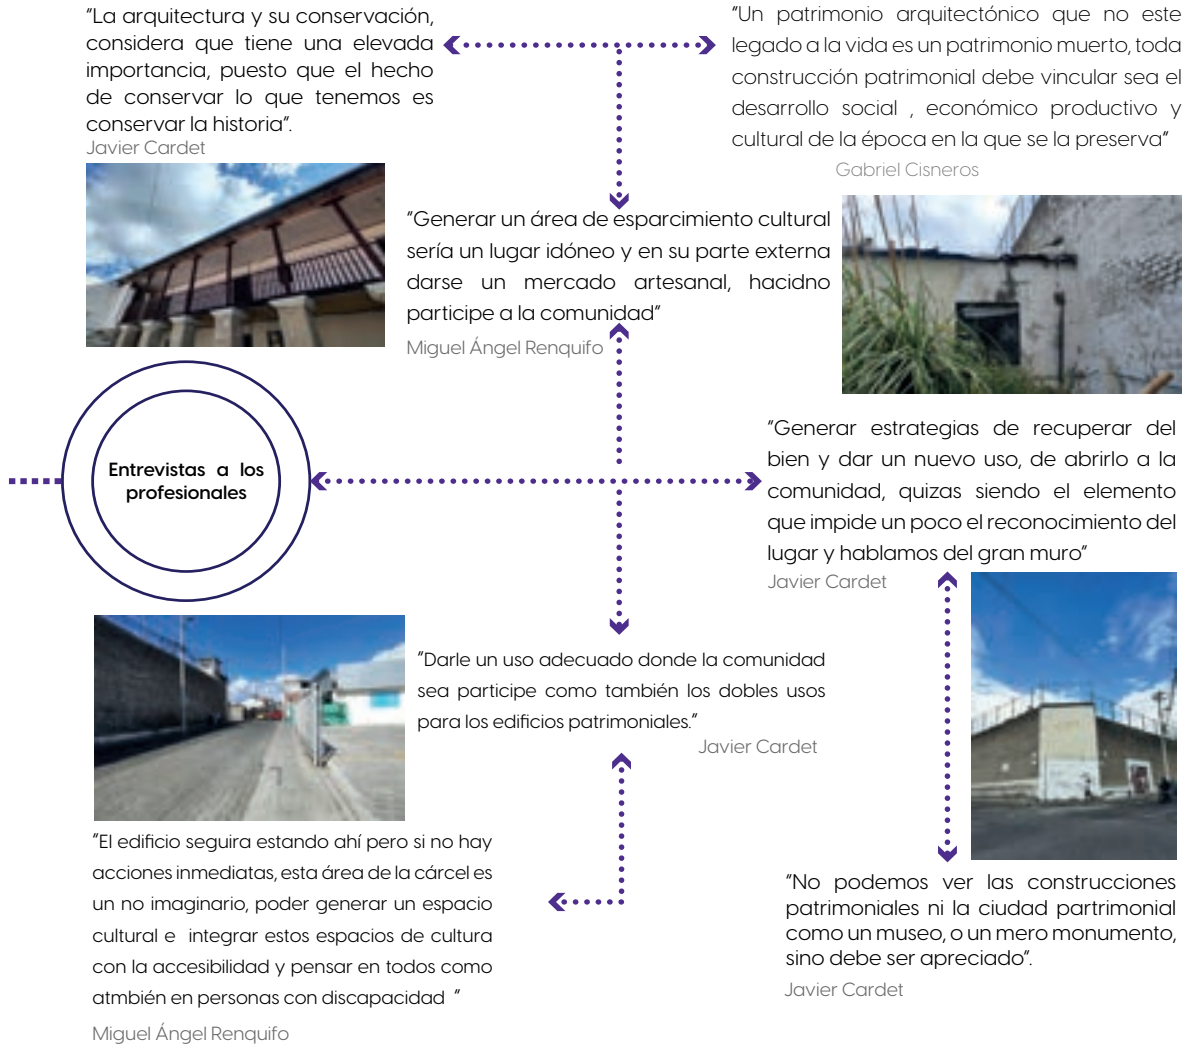 "La arquitectura y su conservación,
considera que tiene una elevada
importancia, puesto que el hecho
de conservar lo que tenemos es
conservar la historia".
Javier Cardet
"Un patrimonio arquitectónico que no este
legado a la vida es un patrimonio muerto, toda
construcción patrimonial debe vincular sea el
desarrollo social , económico productivo y
cultural de la época en la que se la preserva"
Gabriel Cisneros
"Generar un área de esparcimiento cultural
sería un lugar idóneo y en su parte externa
darse un mercado artesanal, hacidno
participe a la comunidad"
Miguel Ángel Renquifo
Entrevistas a los
profesionales
"Generar estrategias de recuperar del
bien y dar un nuevo uso, de abrirlo a la
comunidad, quizas siendo el elemento
que impide un poco el reconocimiento del
lugar y hablamos del gran muro"
Javier Cardet
"Darle un uso adecuado donde la comunidad
sea participe como también los dobles usos
para los edificios patrimoniales."
Javier Cardet
"El edificio seguira estando ahí pero si no hay
acciones inmediatas, esta área de la cárcel es
un no imaginario, poder generar un espacio
cultural e integrar estos espacios de cultura
con la accesibilidad y pensar en todos como
atmbién en personas con discapacidad "
Miguel Ángel Renquifo
"No podemos ver las construcciones
patrimoniales ni la ciudad partrimonial
como un museo, o un mero monumento,
sino debe ser apreciado".
Javier Cardet